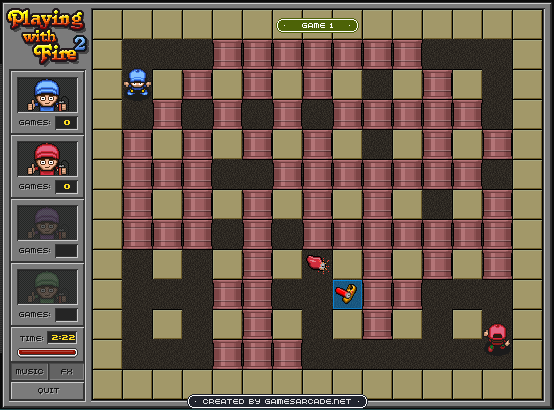 Playing
with
Fire 2
GAME 1
GAMES: 0
GAMES: 0
GAMES:
GAMES:
TIME: 2:22
MUSIC FX
QUIT
· CREATED BY GAMESARCADE.NET ·